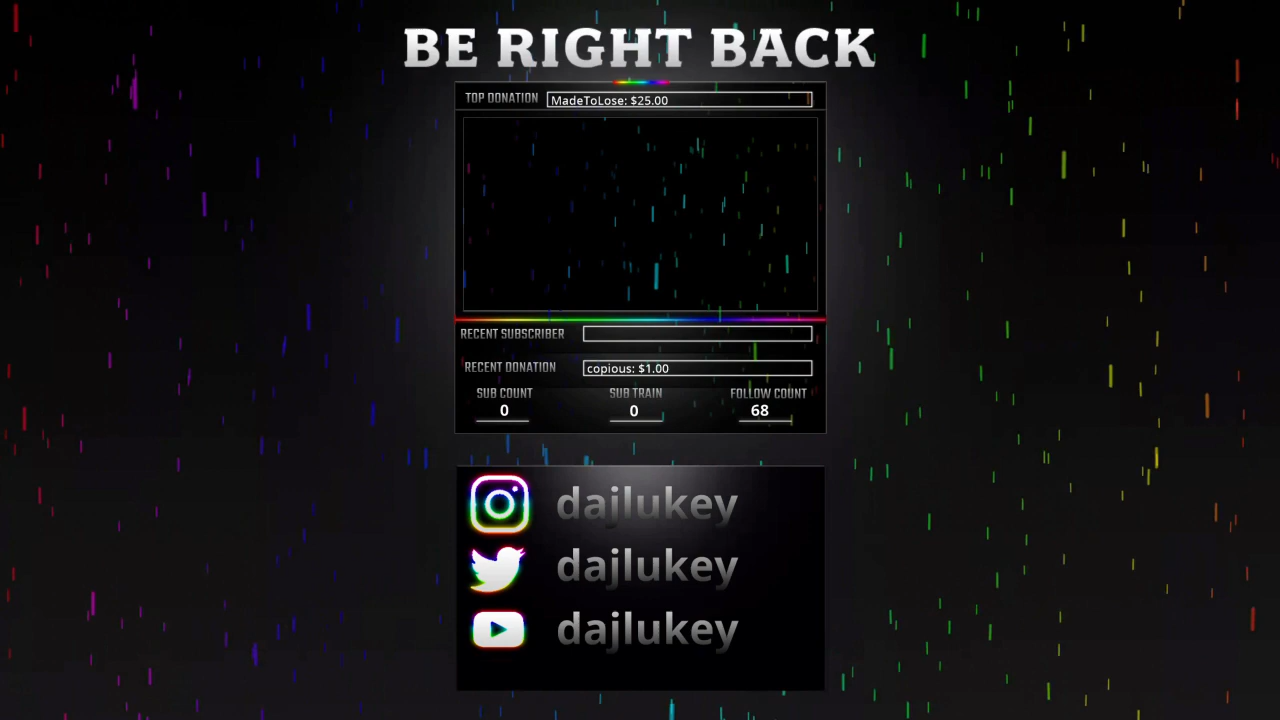 BE RIGHT BACK
TOP DONATION MadeToLose: $25.00
RECENT SUBSCRIBER
RECENT DONATION copious: $1.00
SUB COUNT SUB TRAIN FOLLOW COUNT
0 0 68
dajlukey
dajlukey
dajlukey